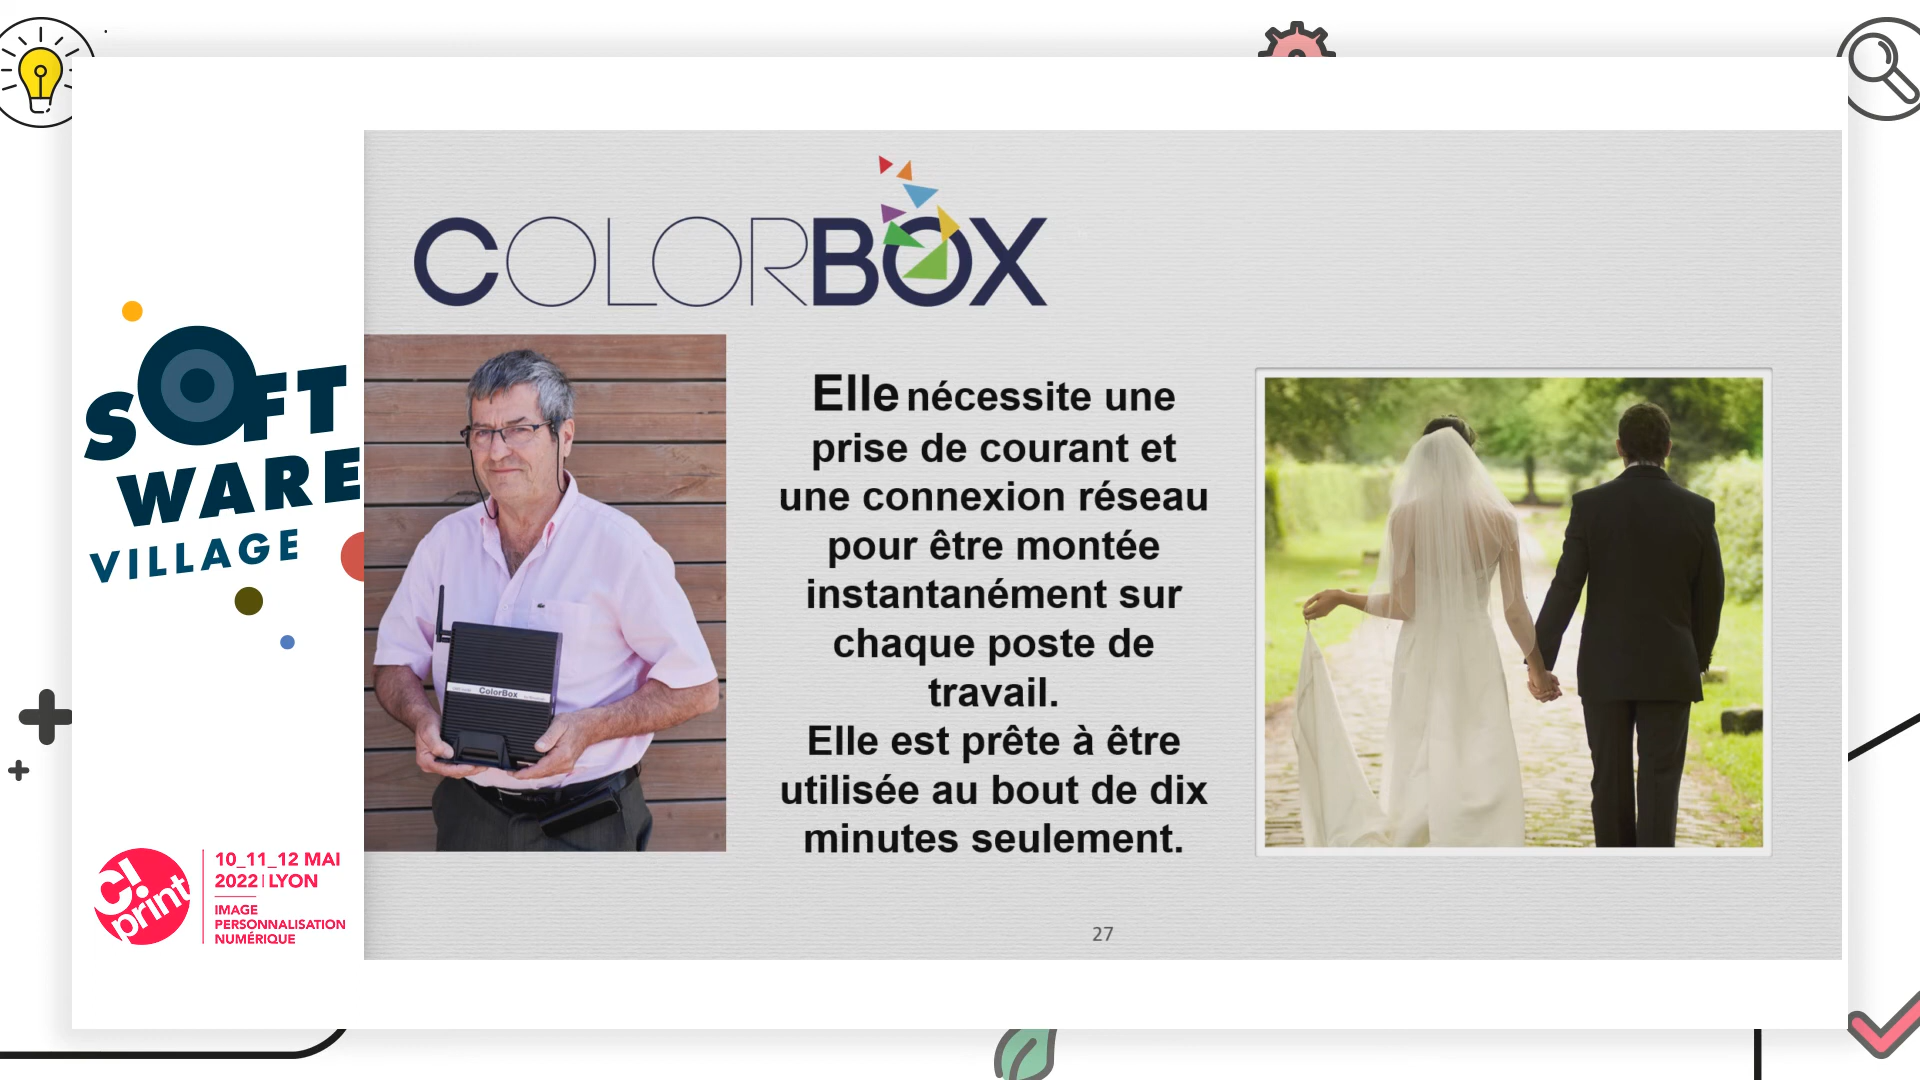 COLORBOX
SOFT
WARE
VILLAGE
Elle nécessite une
prise de courant et
une connexion réseau
pour être montée
instantanément sur
chaque poste de
travail.
Elle est prête à être
utilisée au bout de dix
minutes seulement.
ColorBox
C!
print
10_11_12 MAI
2022 | LYON
IMAGE
PERSONNALISATION
NUMÉRIQUE
27